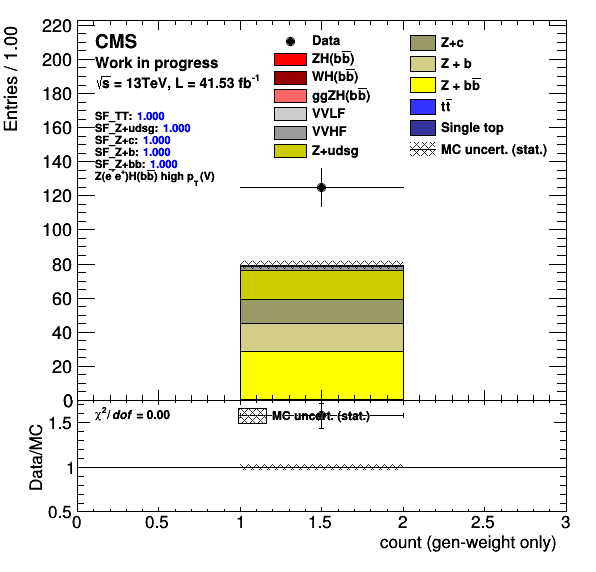 CMS
Work in progress
√s = 13TeV, L = 41.53 fb⁻¹
SF_TT: 1.000
SF_Z+udsg: 1.000
SF_Z+c: 1.000
SF_Z+b: 1.000
SF_Z+bb: 1.000
Z(e⁻e⁺)H(bb̅) high p_T(V)
Data
ZH(bb̅)
WH(bb̅)
ggZH(bb̅)
VVLF
VVHF
Z+udsg
Z+c
Z + b
Z + bb̅
tt̅
Single top
MC uncert. (stat.)
Entries / 1.00
220
200
180
160
140
120
100
80
60
40
20
0
χ²/dof = 0.00
MC uncert. (stat.)
Data/MC
1.5
1
0.5
0 0.5 1 1.5 2 2.5 3
count (gen-weight only)